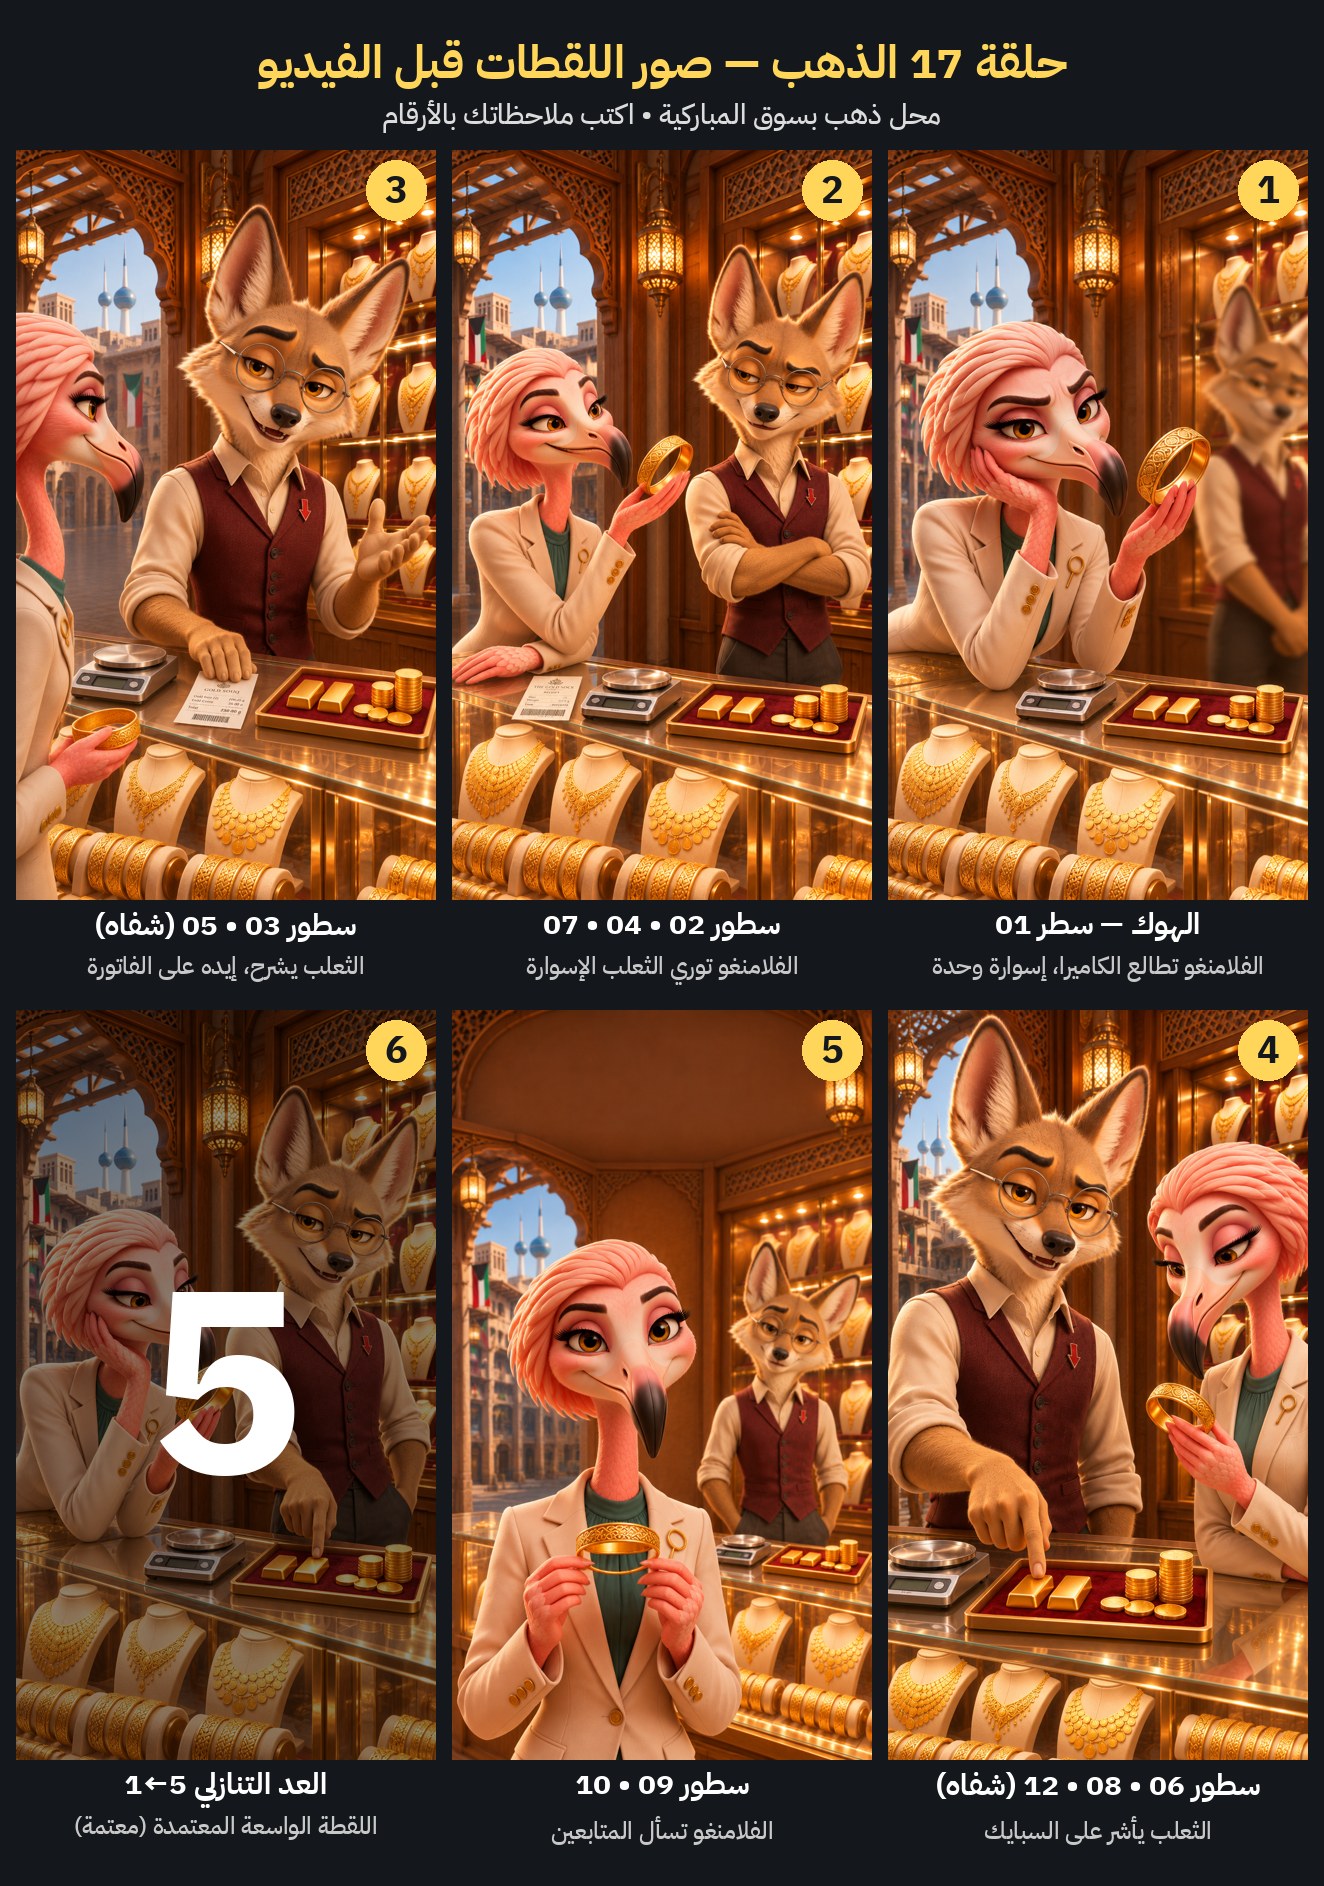 حلقة 17 الذهب — صور اللقطات قبل الفيديو
محل ذهب بسوق المباركية • اكتب ملاحظاتك بالأرقام
1
2
3
الهوك — سطر 01
الفلامنغو تطالع الكاميرا، إسوارة وحدة
سطور 02 • 04 • 07
الفلامنغو توري الثعلب الإسوارة
سطور 03 • 05 (شفاه)
الثعلب يشرح، إيده على الفاتورة
4
5
6
5
سطور 06 • 08 • 12 (شفاه)
الثعلب يأشر على السبايك
سطور 09 • 10
الفلامنغو تسأل المتابعين
العد التنازلي 5←1
اللقطة الواسعة المعتمدة (معتمة)